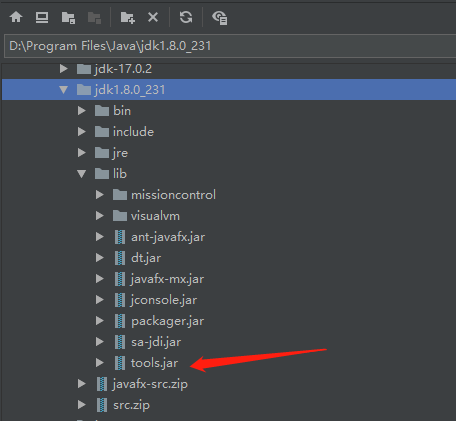 D:\Program Files\Java\jdk1.8.0_231
jdk-17.0.2
jdk1.8.0_231
bin
include
jre
lib
missioncontrol
visualvm
ant-javafx.jar
dt.jar
javafx-mx.jar
jconsole.jar
packager.jar
sa-jdi.jar
tools.jar
javafx-src.zip
src.zip